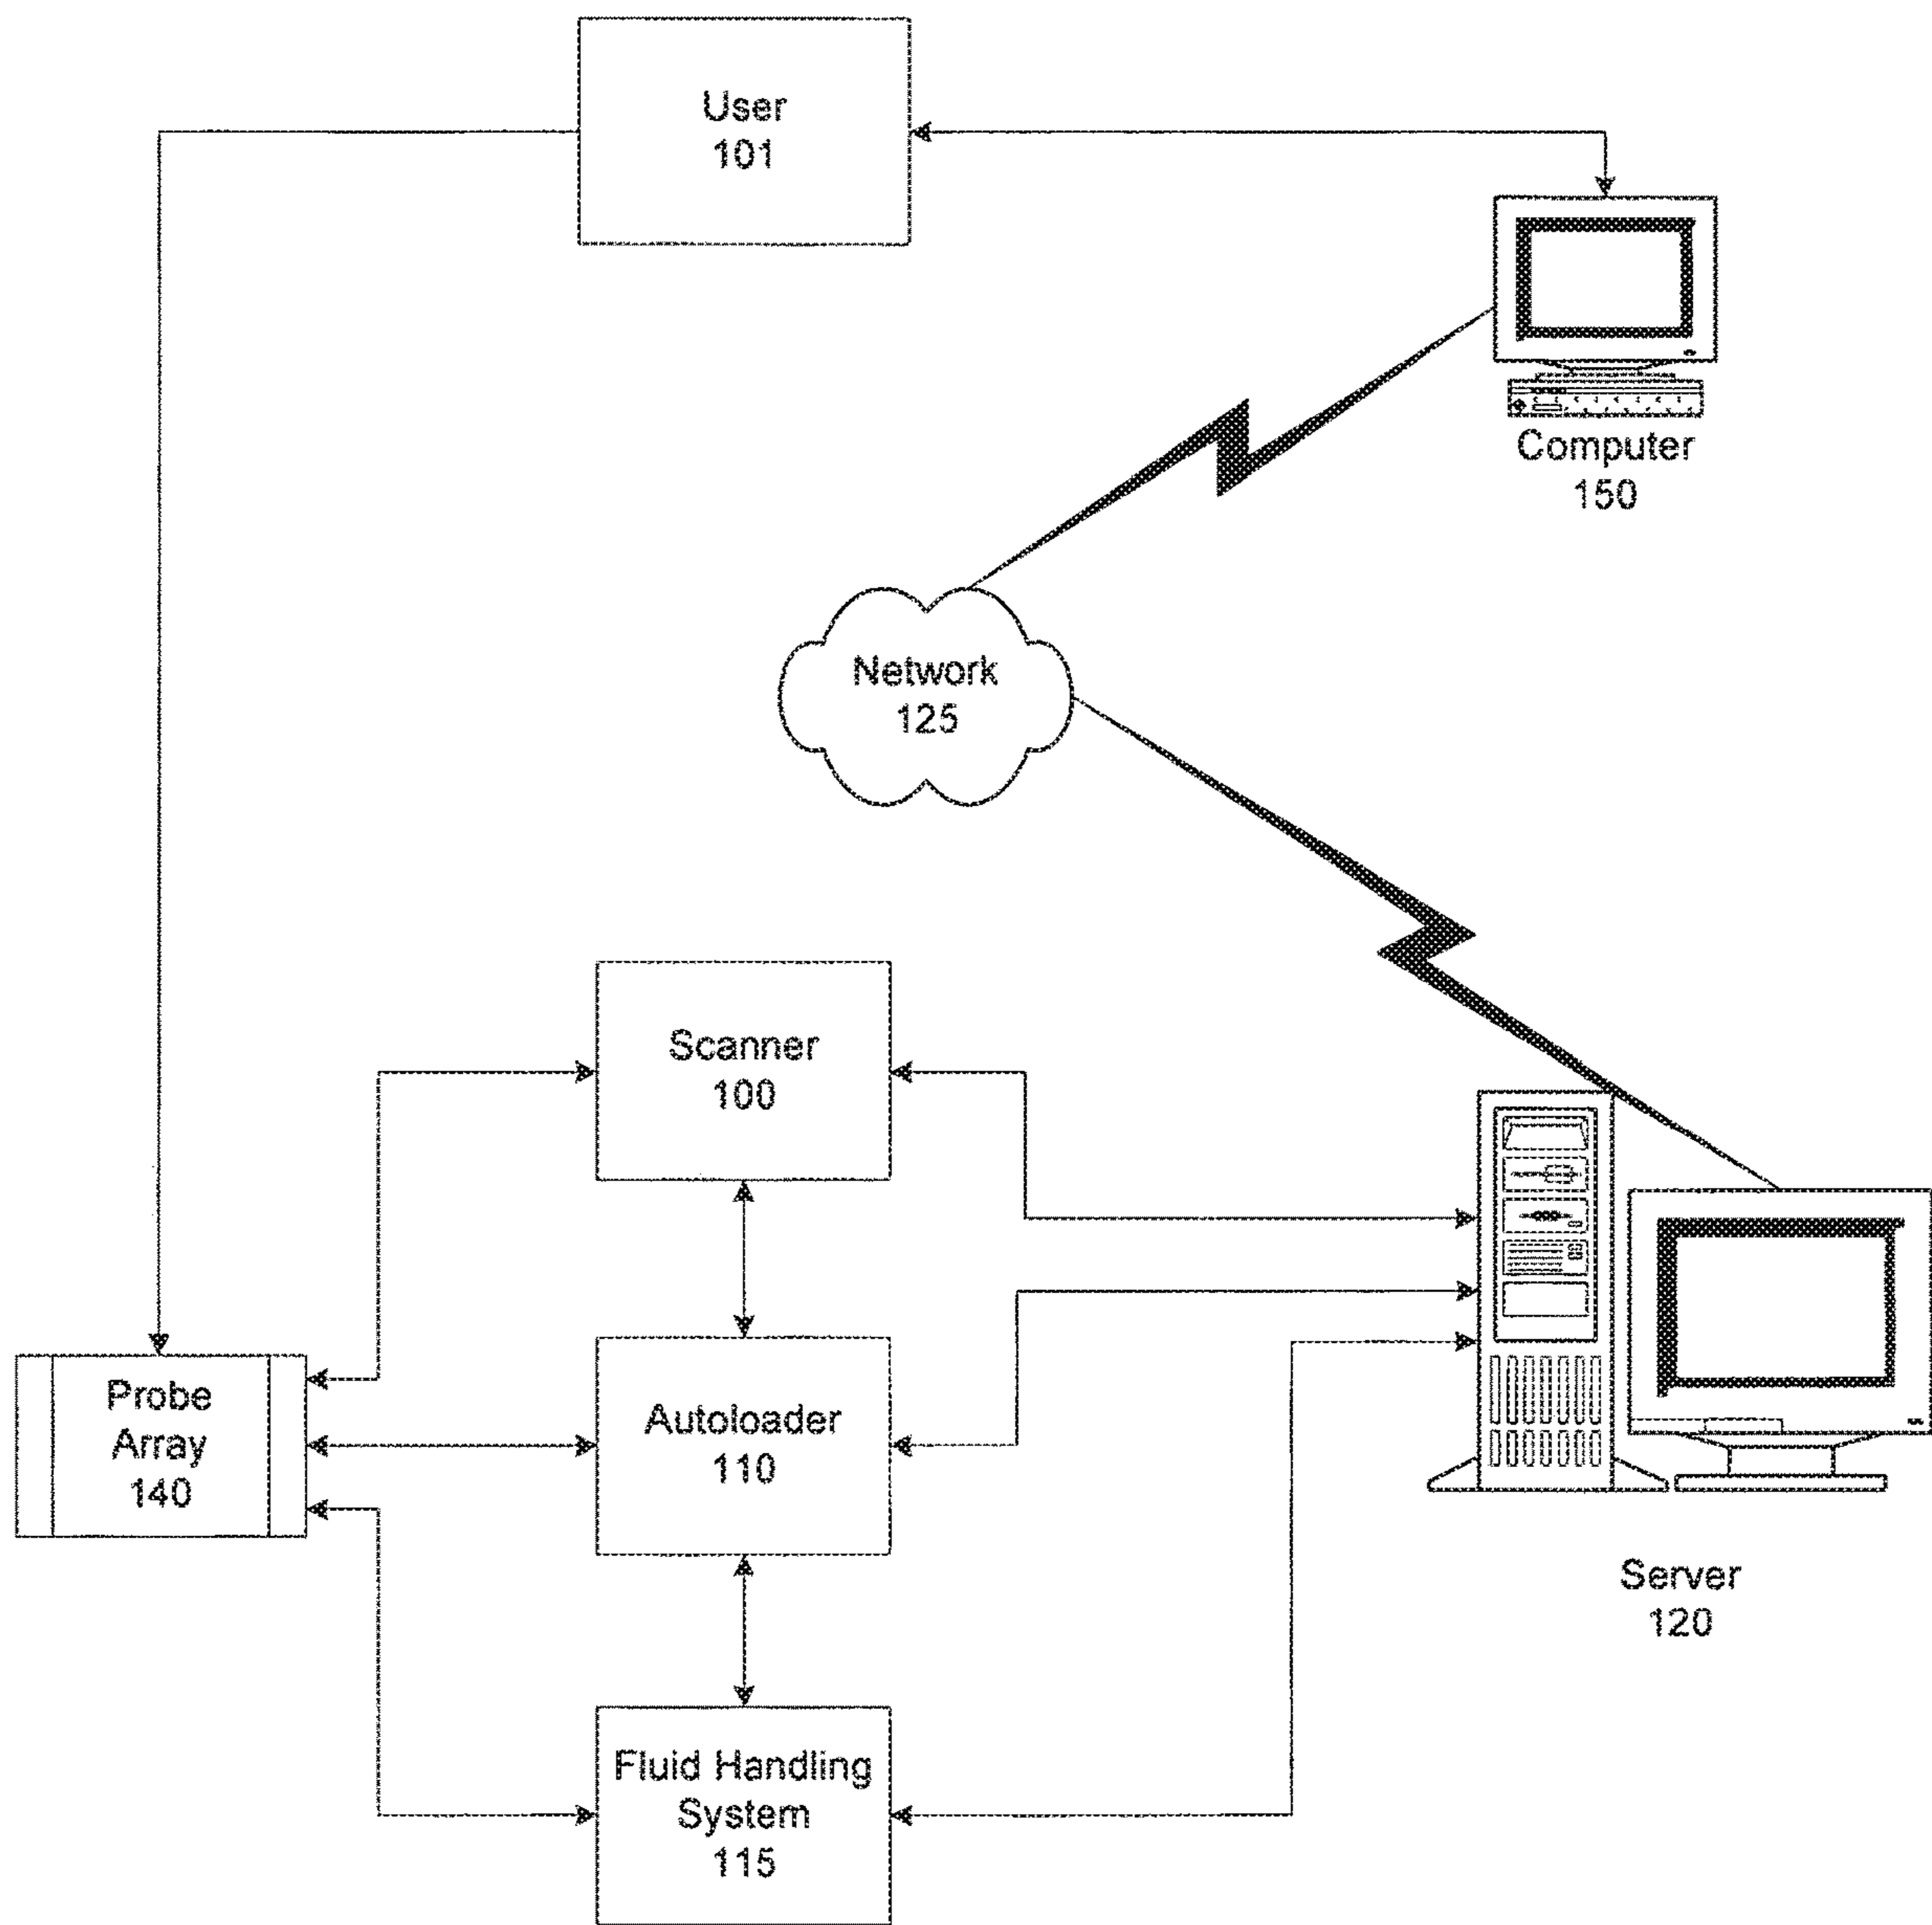 User
101
Computer
150
Network
125
Scanner
100
Probe
Array
140
Autoloader
110
Server
120
Fluid Handling
System
115